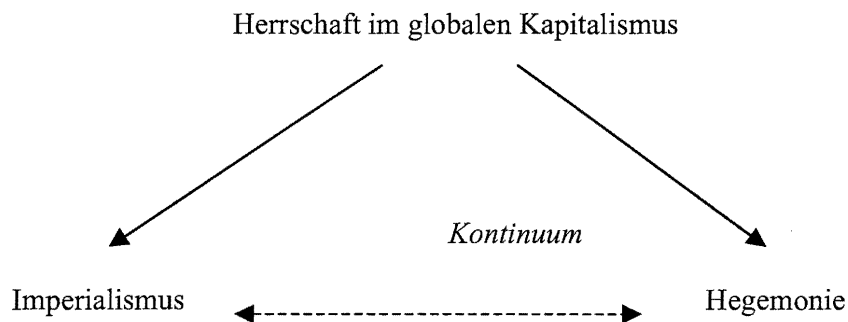 Herrschaft im globalen Kapitalismus
Kontinuum
Imperialismus
Hegemonie